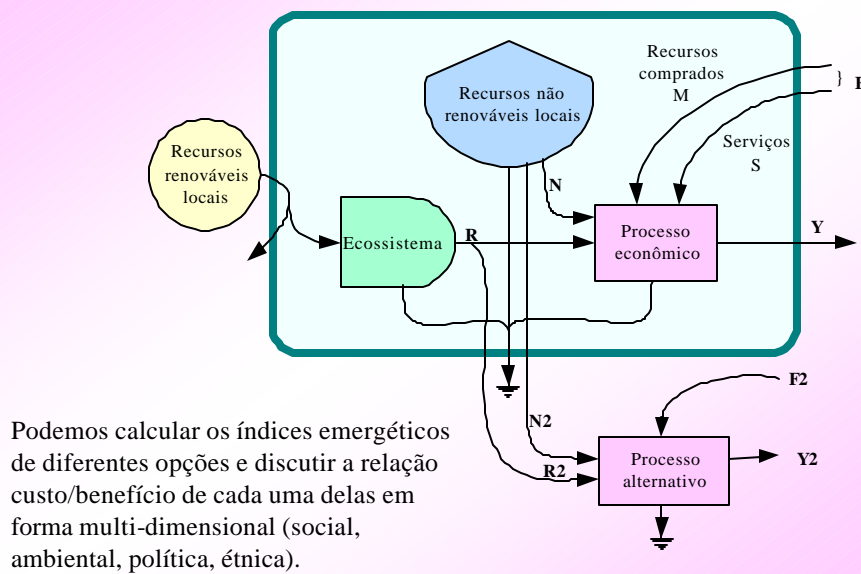 Recursos
comprados
M
}
Recursos não
renováveis locais
Serviços
S
Recursos
renováveis
locais
N
Ecossistema
R
Processo
econômico
Y
F2
N2
R2
Processo
alternativo
Y2
Podemos calcular os índices emergéticos
de diferentes opções e discutir a relação
custo/benefício de cada uma delas em
forma multi-dimensional (social,
ambiental, política, étnica).